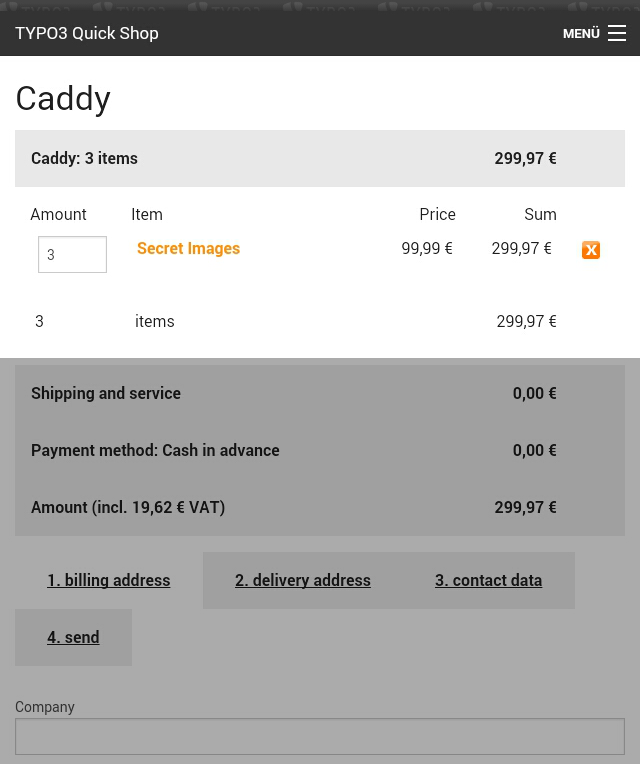 TYPO3 Quick Shop MENÜ
Caddy
Caddy: 3 items 299,97 €
Amount Item Price Sum
3 Secret Images 99,99 € 299,97 € X
3 items 299,97 €
Shipping and service 0,00 €
Payment method: Cash in advance 0,00 €
Amount (incl. 19,62 € VAT) 299,97 €
1. billing address 2. delivery address 3. contact data
4. send
Company